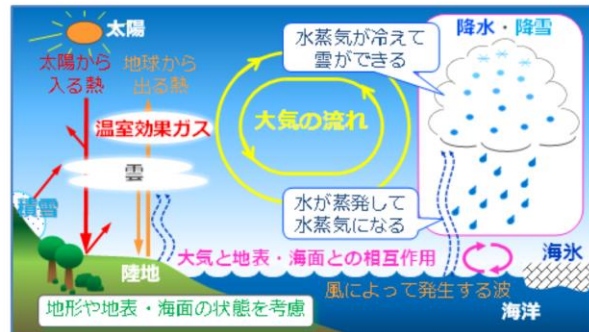 太陽
太陽から
入る熱
地球から
出る熱
温室効果ガス
雲
積雪
陸地
大気の流れ
水蒸気が冷えて
雲ができる
降水・降雪
水が蒸発して
水蒸気になる
大気と地表・海面との相互作用
海氷
風によって発生する波
海洋
地形や地表・海面の状態を考慮